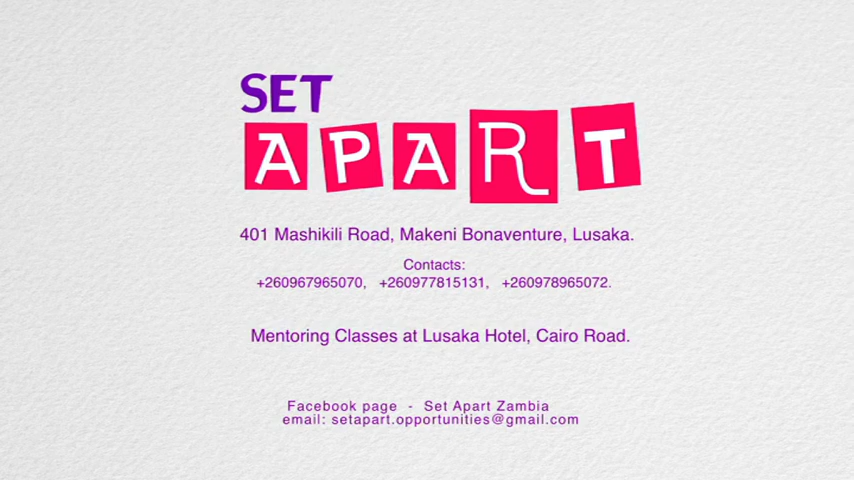 SET
APART
401 Mashikili Road, Makeni Bonaventure, Lusaka.
Contacts:
+260967965070, +260977815131, +260978965072.
Mentoring Classes at Lusaka Hotel, Cairo Road.
Facebook page - Set Apart Zambia
email: setapart.opportunities@gmail.com